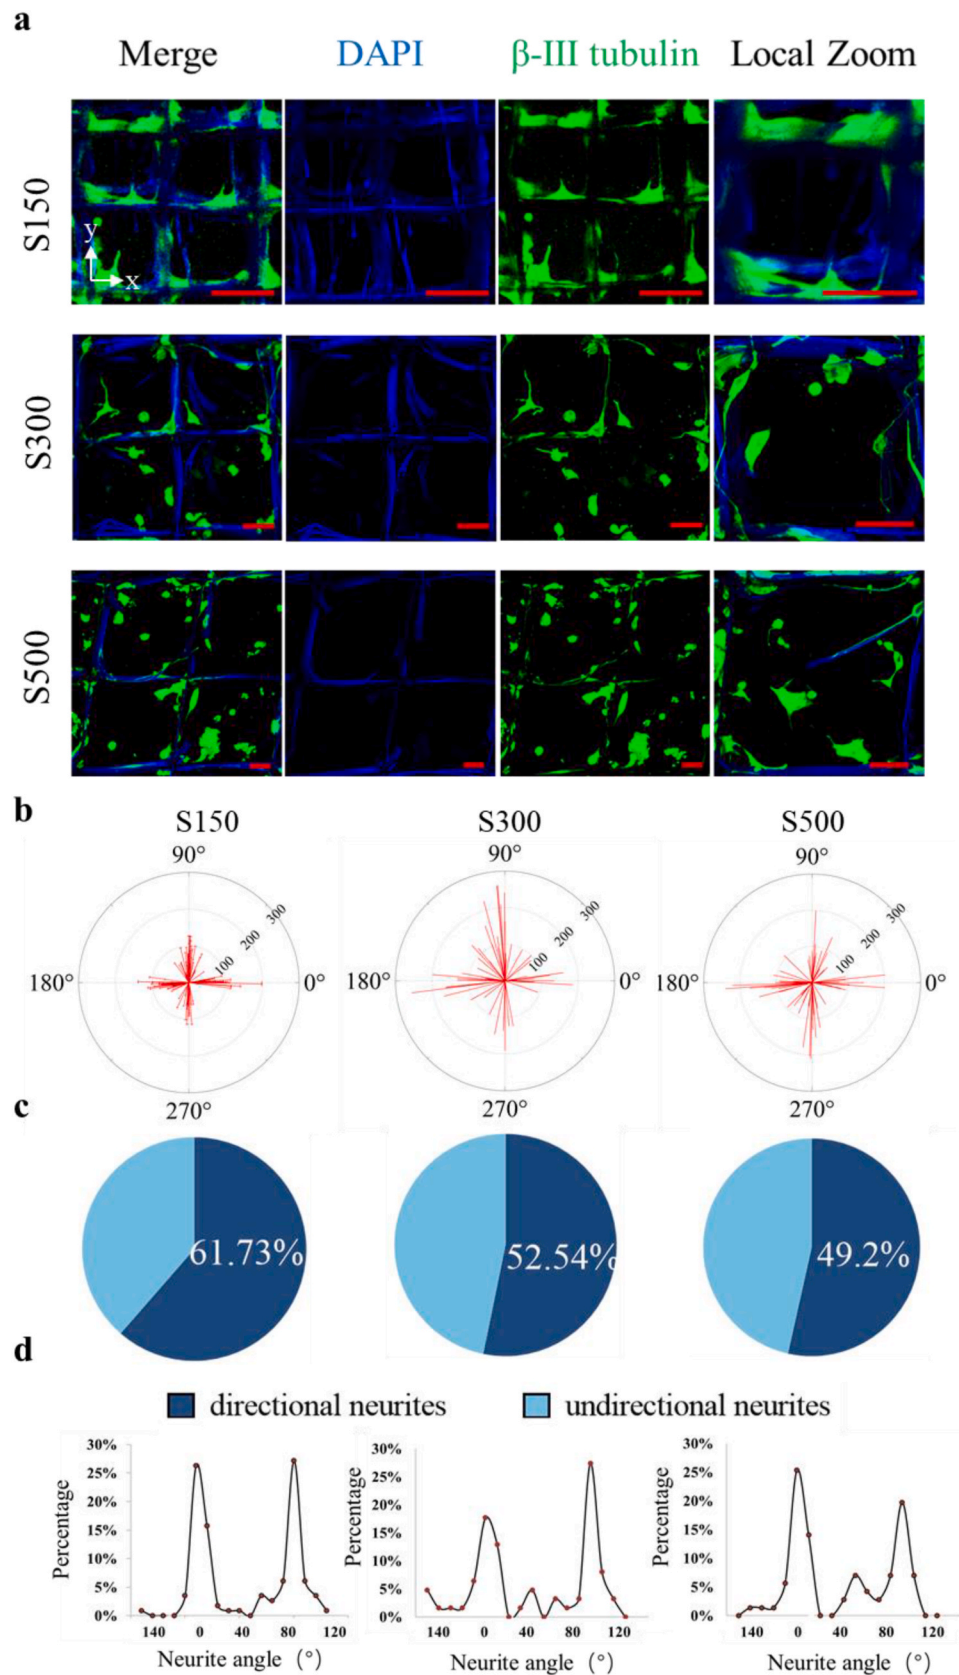 a
Merge DAPI β-III tubulin Local Zoom
S150
y
x
S300
S500
b
S150 S300 S500
90° 90° 90°
300 300 300
200 200 200
100 100 100
180° 0° 180° 0° 180° 0°
270° 270° 270°
c
61.73% 52.54% 49.2%
d
directional neurites undirectional neurites
Percentage
30%
25%
20%
15%
10%
5%
0%
140 0 40 80 120
Neurite angle (°)
Percentage
30%
25%
20%
15%
10%
5%
0%
140 0 40 80 120
Neurite angle (°)
Percentage
30%
25%
20%
15%
10%
5%
0%
140 0 40 80 120
Neurite angle (°)